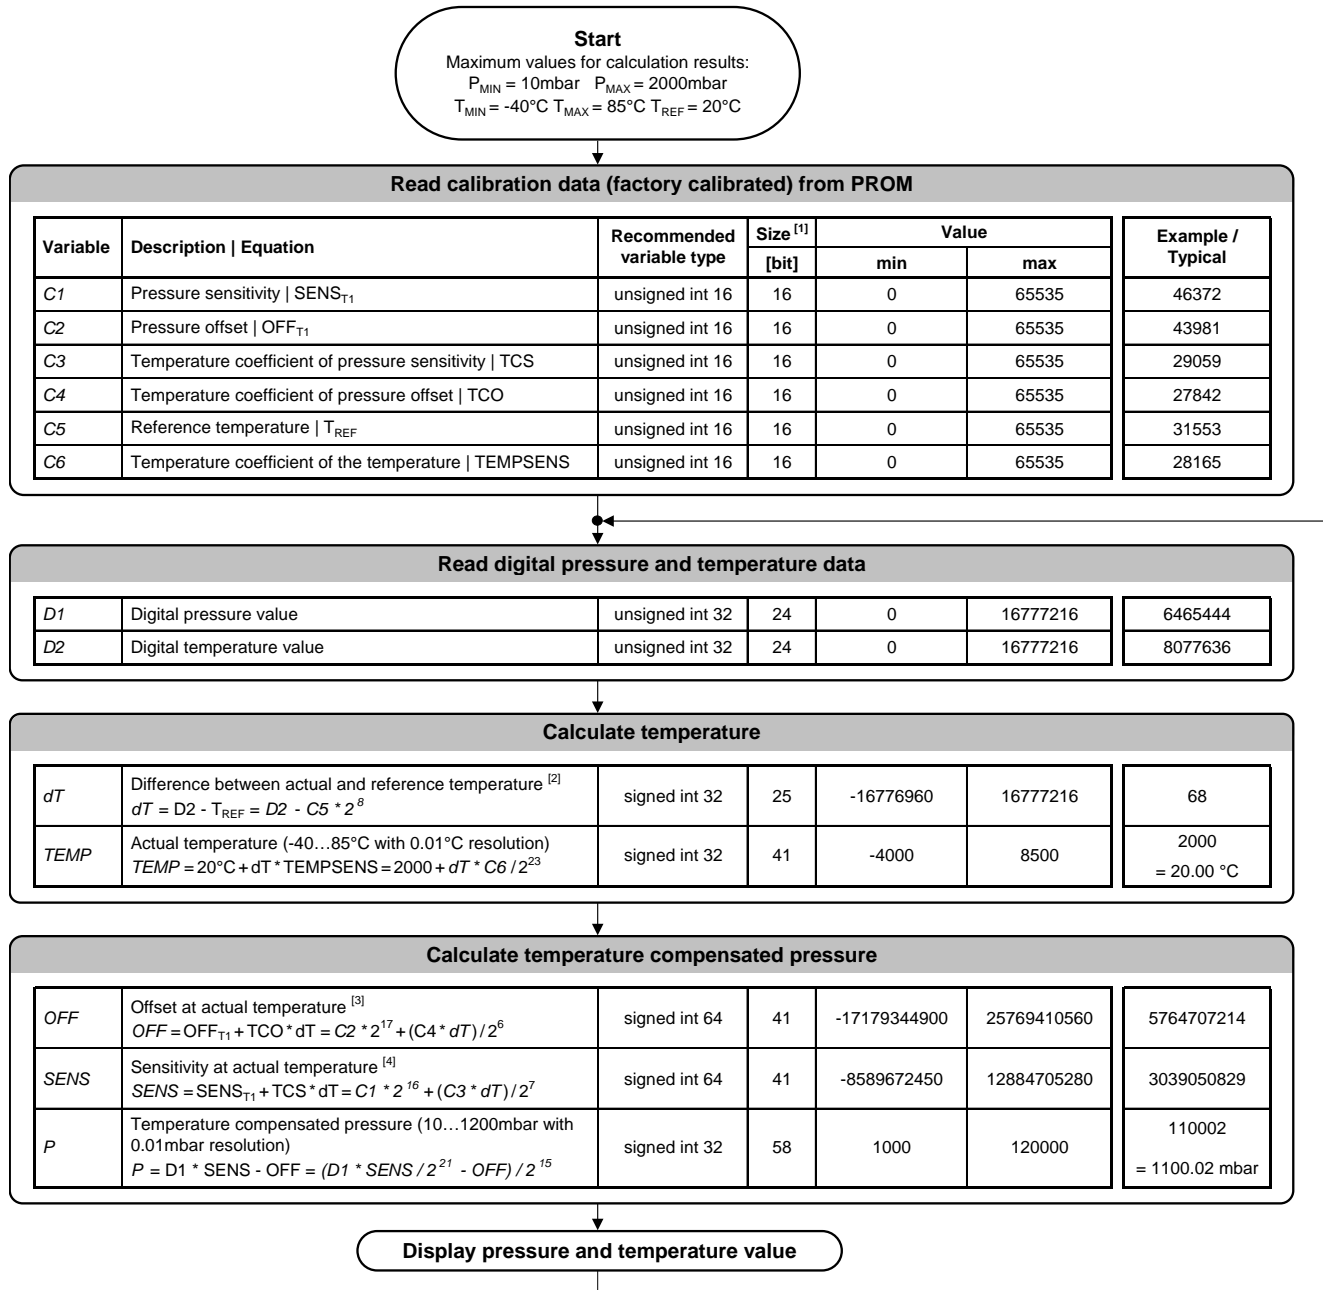 Start
Maximum values for calculation results:
PMIN = 10mbar PMAX = 2000mbar
TMIN = -40°C TMAX = 85°C TREF = 20°C
Read calibration data (factory calibrated) from PROM
Variable Description | Equation Recommended variable type Size [1] [bit] Value min max Example / Typical
C1 Pressure sensitivity | SENST1 unsigned int 16 16 0 65535 46372
C2 Pressure offset | OFFT1 unsigned int 16 16 0 65535 43981
C3 Temperature coefficient of pressure sensitivity | TCS unsigned int 16 16 0 65535 29059
C4 Temperature coefficient of pressure offset | TCO unsigned int 16 16 0 65535 27842
C5 Reference temperature | TREF unsigned int 16 16 0 65535 31553
C6 Temperature coefficient of the temperature | TEMPSENS unsigned int 16 16 0 65535 28165
Read digital pressure and temperature data
D1 Digital pressure value unsigned int 32 24 0 16777216 6465444
D2 Digital temperature value unsigned int 32 24 0 16777216 8077636
Calculate temperature
dT Difference between actual and reference temperature [2]
dT = D2 - TREF = D2 - C5 * 2^8 signed int 32 25 -16776960 16777216 68
TEMP Actual temperature (-40…85°C with 0.01°C resolution)
TEMP = 20°C + dT * TEMPSENS = 2000 + dT * C6 / 2^23 signed int 32 41 -4000 8500 2000
= 20.00 °C
Calculate temperature compensated pressure
OFF Offset at actual temperature [3]
OFF = OFFT1 + TCO * dT = C2 * 2^17 + (C4 * dT) / 2^6 signed int 64 41 -17179344900 25769410560 5764707214
SENS Sensitivity at actual temperature [4]
SENS = SENST1 + TCS * dT = C1 * 2^16 + (C3 * dT) / 2^7 signed int 64 41 -8589672450 12884705280 3039050829
P Temperature compensated pressure (10…1200mbar with
0.01mbar resolution)
P = D1 * SENS - OFF = (D1 * SENS / 2^21 - OFF) / 2^15 signed int 32 58 1000 120000 110002
= 1100.02 mbar
Display pressure and temperature value